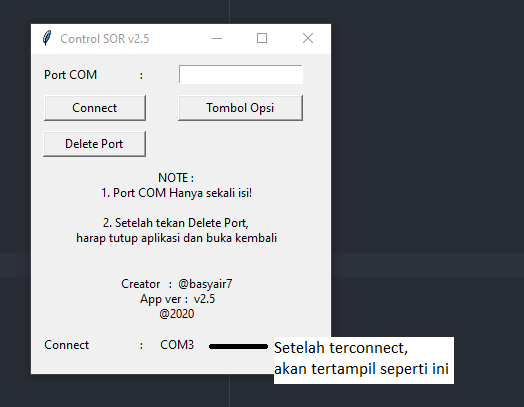 Control SOR v2.5
Port COM :
Connect Tombol Opsi
Delete Port
NOTE :
1. Port COM Hanya sekali isi!
2. Setelah tekan Delete Port,
harap tutup aplikasi dan buka kembali
Creator : @basyair7
App ver : v2.5
@2020
Connect : COM3
Setelah terconnect,
akan tertampil seperti ini